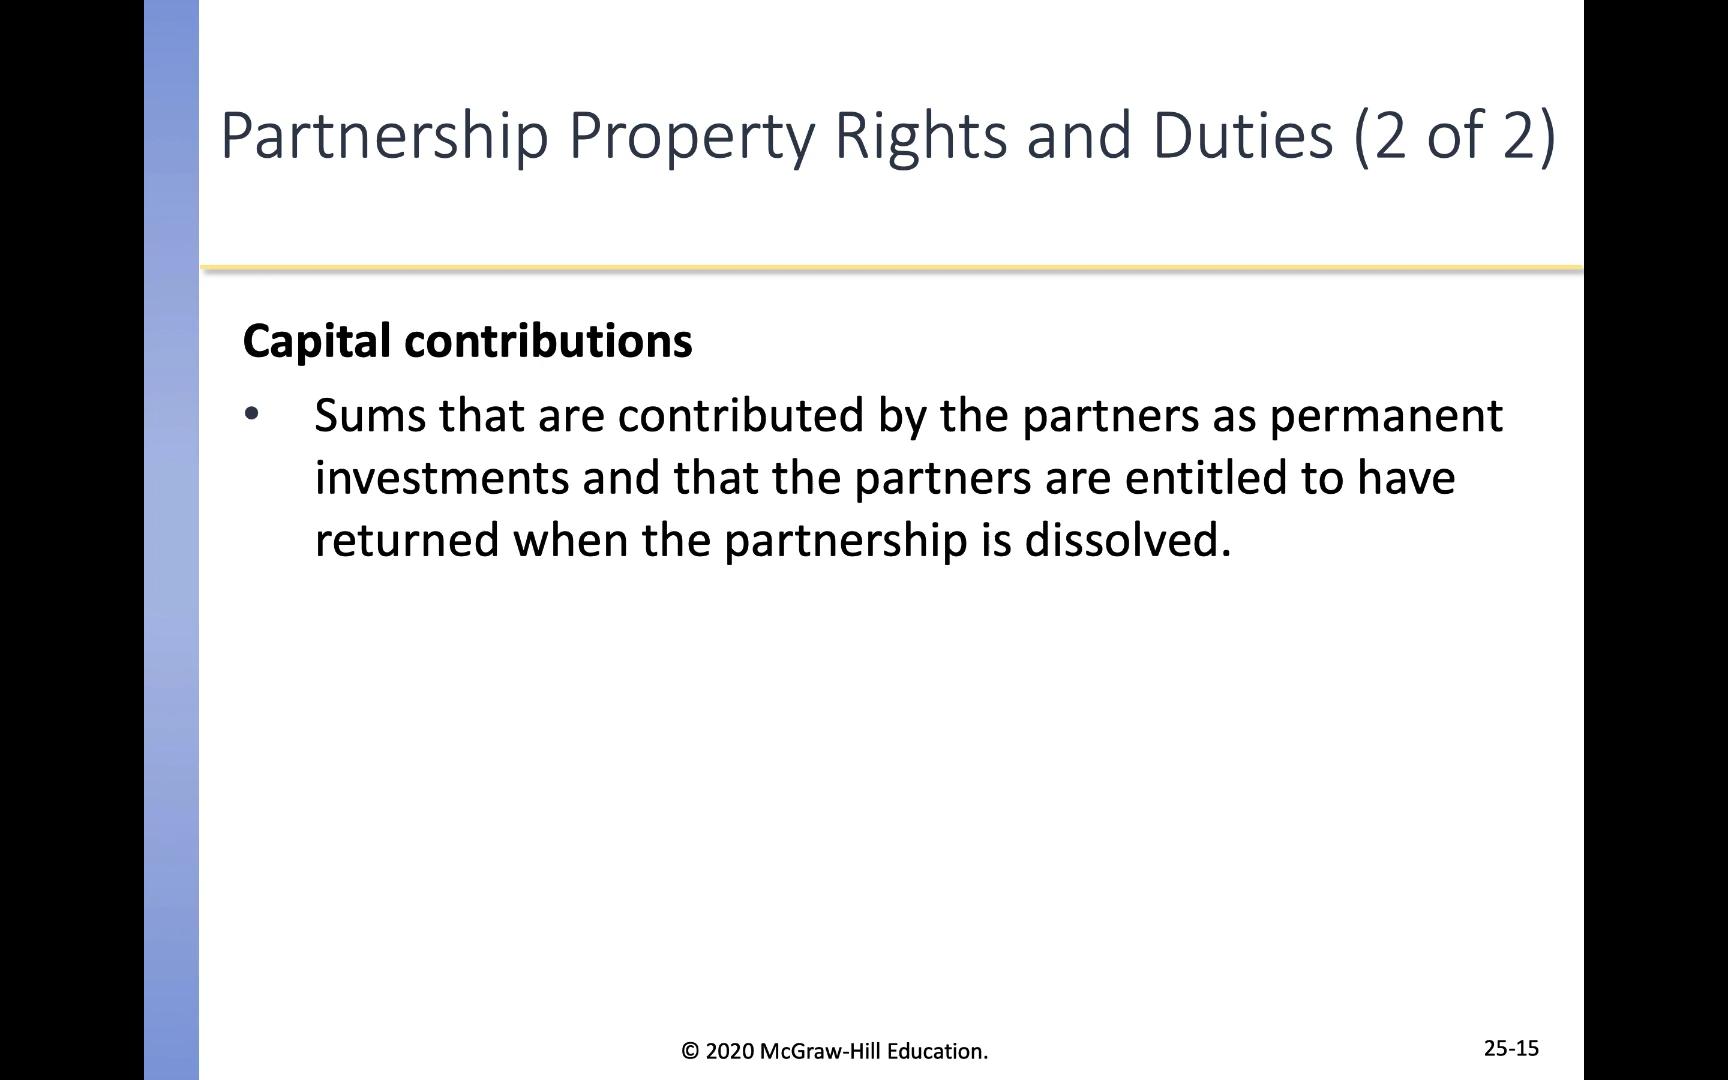 Partnership Property Rights and Duties (2 of 2)
Capital contributions
• Sums that are contributed by the partners as permanent
investments and that the partners are entitled to have
returned when the partnership is dissolved.
© 2020 McGraw-Hill Education.
25-15